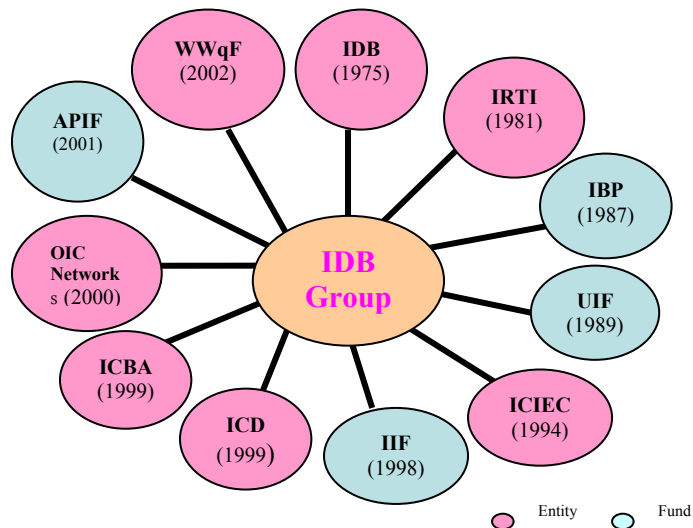 WWqF
(2002)
IDB
(1975)
IRTI
(1981)
APIF
(2001)
IBP
(1987)
OIC
Network
s (2000)
IDB
Group
UIF
(1989)
ICBA
(1999)
ICIEC
(1994)
ICD
(1999)
IIF
(1998)
Entity
Fund